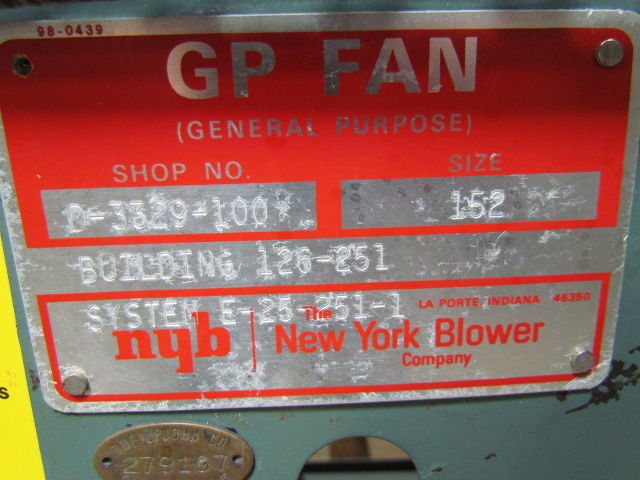 98-0439
GP FAN
(GENERAL PURPOSE)
SHOP NO. SIZE
P-3329-100 152
BUILDING 126-251
SYSTEM E-25-251-1
LA PORTE, INDIANA 46350
nyb The New York Blower Company
279167
s